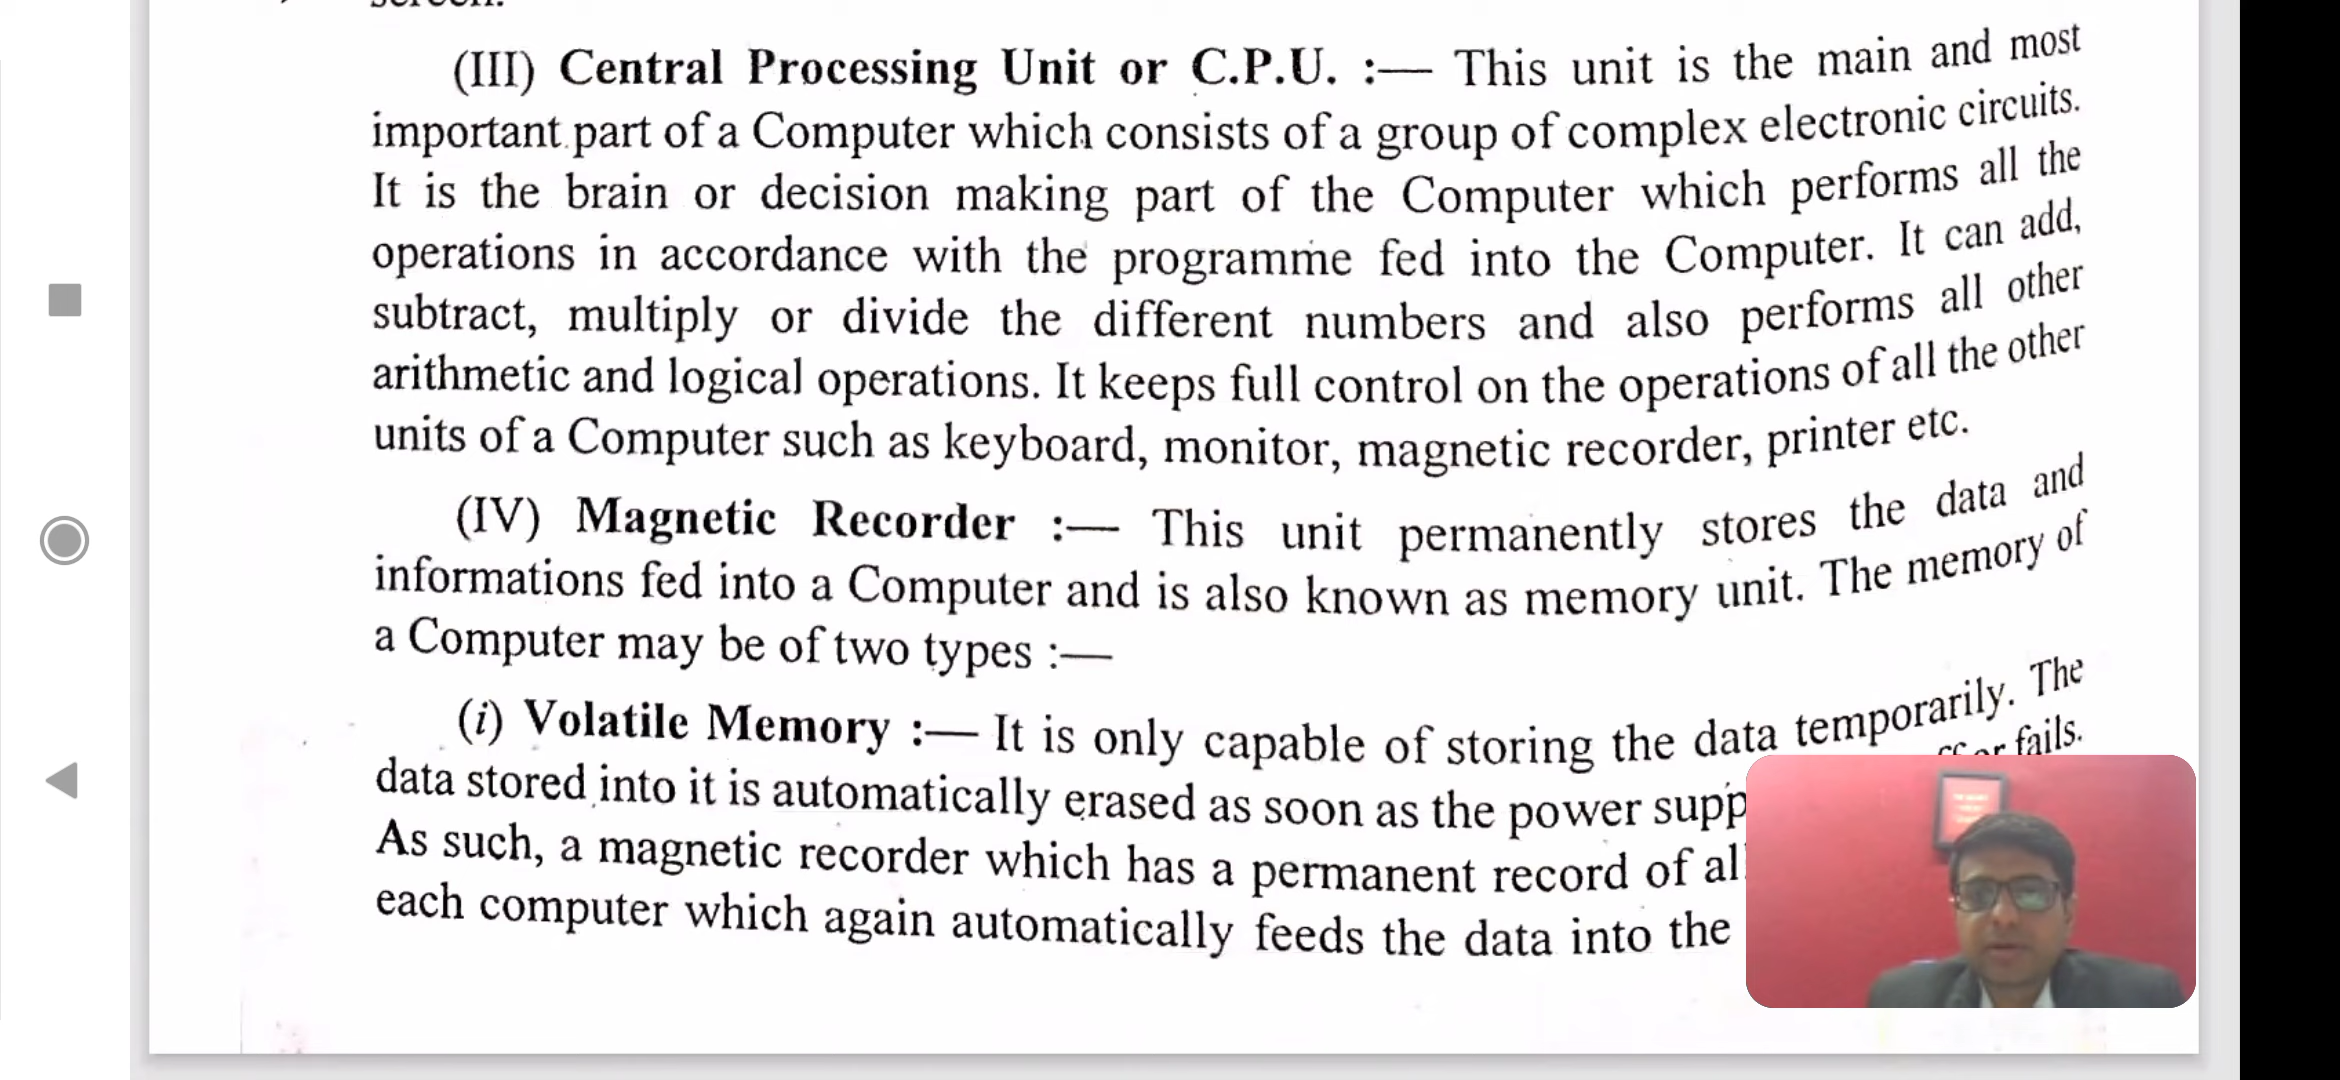 (III) Central Processing Unit or C.P.U. :— This unit is the main and most
important part of a Computer which consists of a group of complex electronic circuits.
It is the brain or decision making part of the Computer which performs all the
operations in accordance with the programme fed into the Computer. It can add,
subtract, multiply or divide the different numbers and also performs all other
arithmetic and logical operations. It keeps full control on the operations of all the other
units of a Computer such as keyboard, monitor, magnetic recorder, printer etc.
(IV) Magnetic Recorder :— This unit permanently stores the data and
informations fed into a Computer and is also known as memory unit. The memory of
a Computer may be of two types :—
(i) Volatile Memory :— It is only capable of storing the data temporarily. The
data stored into it is automatically erased as soon as the power or fails.
As such, a magnetic recorder which has a permanent record of
each computer which again automatically feeds the data into the